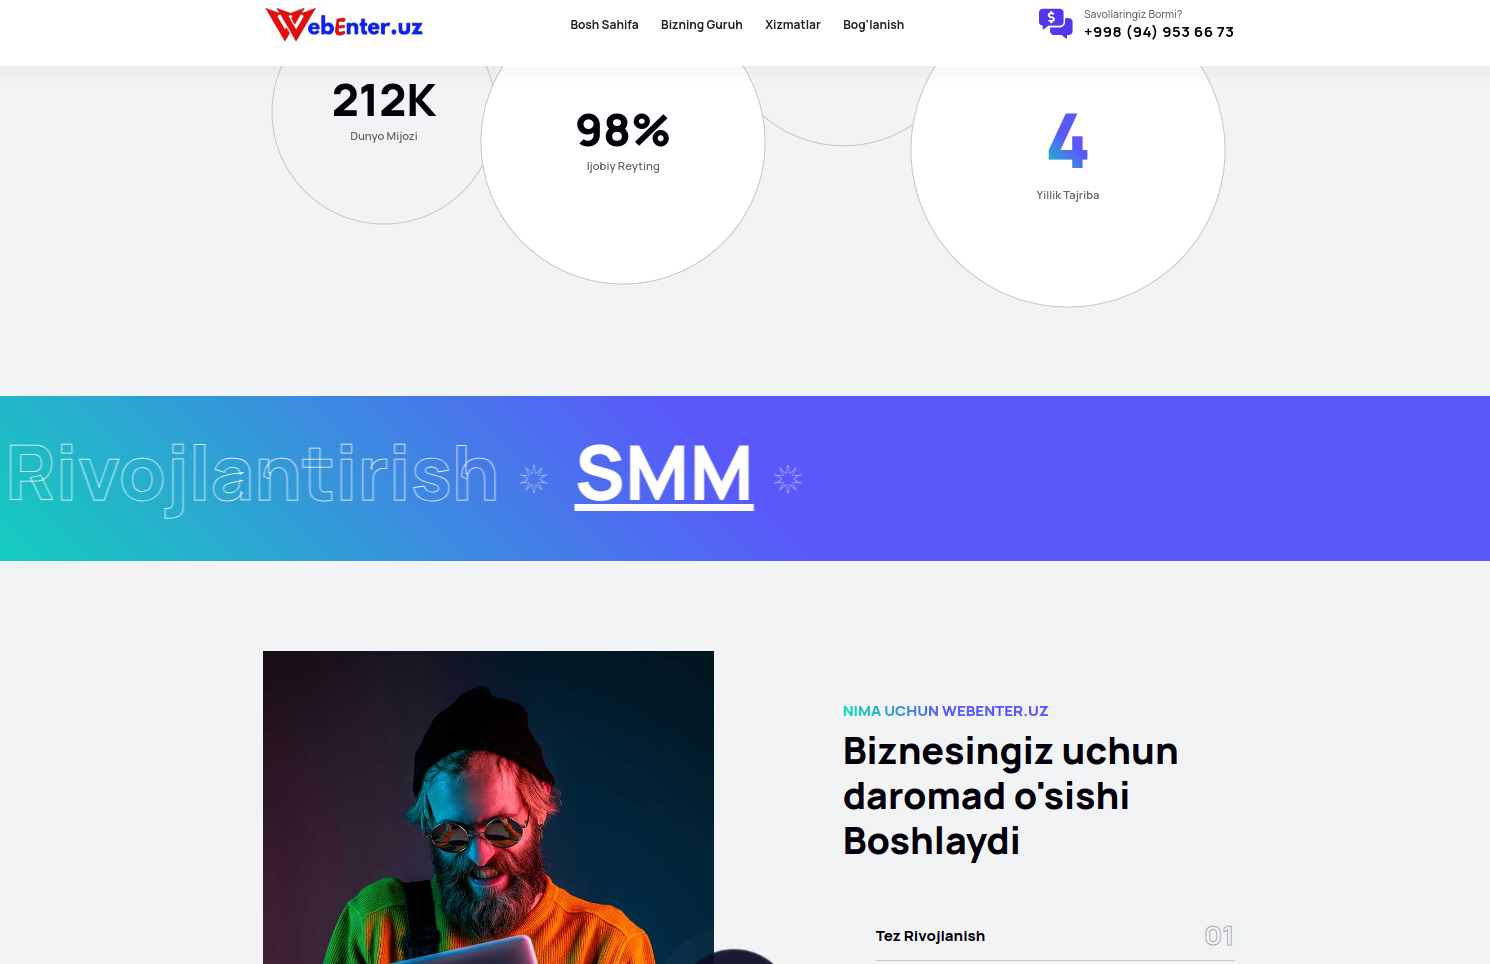 WebEnter.uz
Bosh Sahifa Bizning Guruh Xizmatlar Bog'lanish
Savollaringiz Bormi?
+998 (94) 953 66 73
212K
Dunyo Mijozi
98%
Ijobiy Reyting
4
Yillik Tajriba
Rivojlantirish SMM
NIMA UCHUN WEBENTER.UZ
Biznesingiz uchun
daromad o'sishi
Boshlaydi
Tez Rivojlanish 01